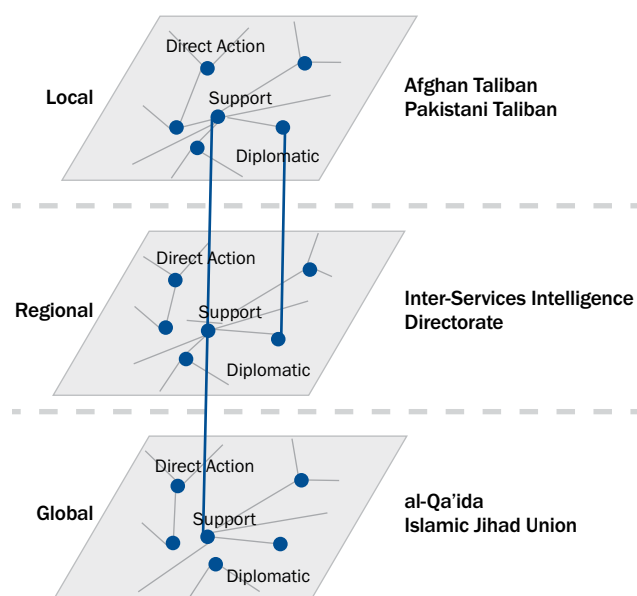 Direct Action
Local
Support
Diplomatic
Afghan Taliban
Pakistani Taliban
Direct Action
Regional
Support
Diplomatic
Inter-Services Intelligence
Directorate
Direct Action
Global
Support
Diplomatic
al-Qa’ida
Islamic Jihad Union